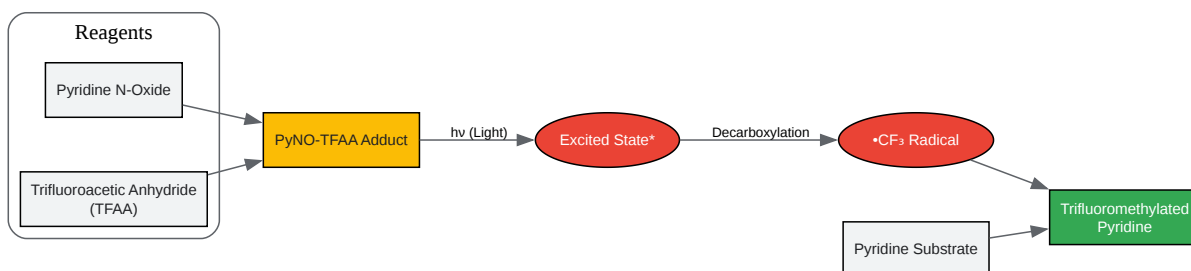 Reagents
Pyridine N-Oxide
Trifluoroacetic Anhydride
(TFAA)
PyNO-TFAA Adduct
hν (Light)
Excited State*
Decarboxylation
•CF₃ Radical
Pyridine Substrate
Trifluoromethylated
Pyridine